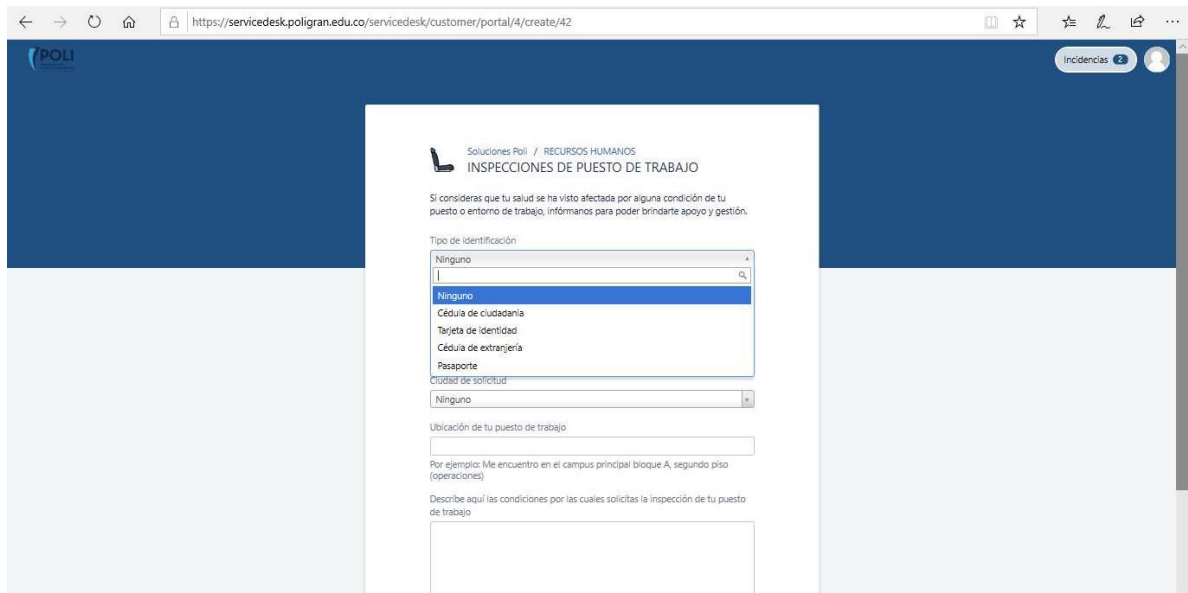 https://servicedesk.poligran.edu.co/servicedesk/customer/portal/4/create/42
POLI
Incidencias 2
Soluciones Poli / RECURSOS HUMANOS
INSPECCIONES DE PUESTO DE TRABAJO
Si consideras que tu salud se ha visto afectada por alguna condición de tu
puesto o entorno de trabajo, infórmanos para poder brindarte apoyo y gestión.
Tipo de identificación
Ninguno
Ninguno
Cédula de ciudadanía
Tarjeta de identidad
Cédula de extranjería
Pasaporte
Ciudad de solicitud
Ninguno
Ubicación de tu puesto de trabajo
Por ejemplo: Me encuentro en el campus principal bloque A, segundo piso
(operaciones)
Describe aquí las condiciones por las cuales solicitas la inspección de tu puesto
de trabajo